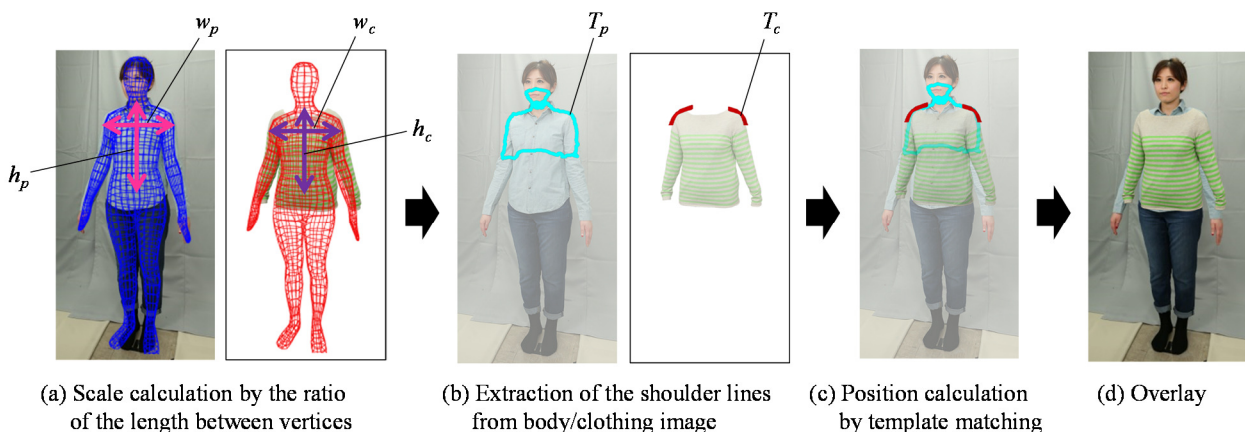 w_p
w_c
T_p
T_c
h_c
h_p
(a) Scale calculation by the ratio
of the length between vertices
(b) Extraction of the shoulder lines
from body/clothing image
(c) Position calculation
by template matching
(d) Overlay